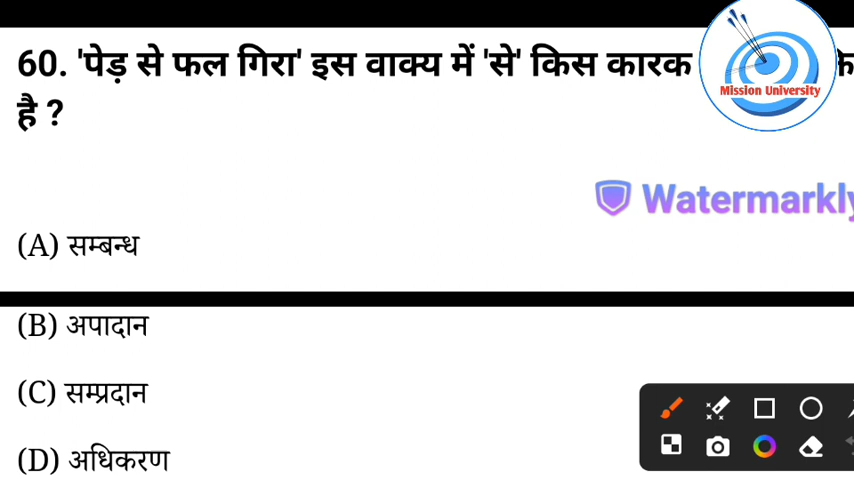 60. 'पेड़ से फल गिरा' इस वाक्य में 'से' किस कारक
है ?
Mission University
Watermarkly
(A) सम्बन्ध
(B) अपादान
(C) सम्प्रदान
(D) अधिकरण